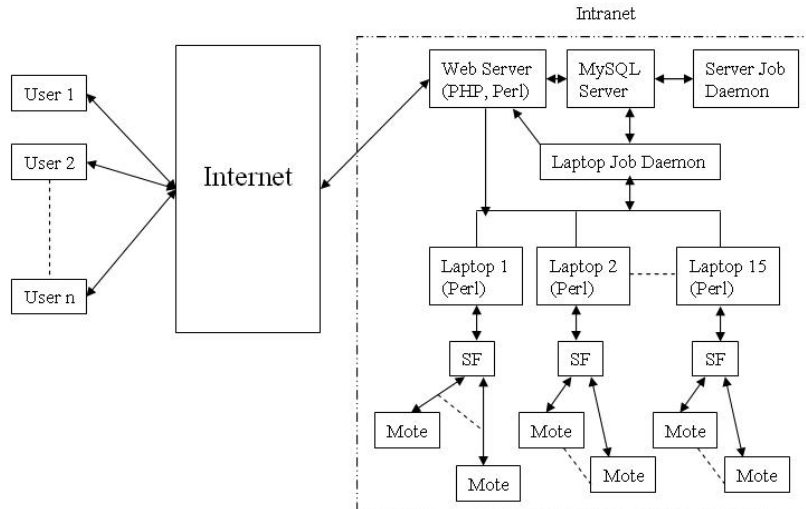 Intranet
User 1
User 2
User n
Internet
Web Server
(PHP, Perl)
MySQL
Server
Server Job
Daemon
Laptop Job Daemon
Laptop 1
(Perl)
Laptop 2
(Perl)
Laptop 15
(Perl)
SF
SF
SF
Mote
Mote
Mote
Mote
Mote
Mote